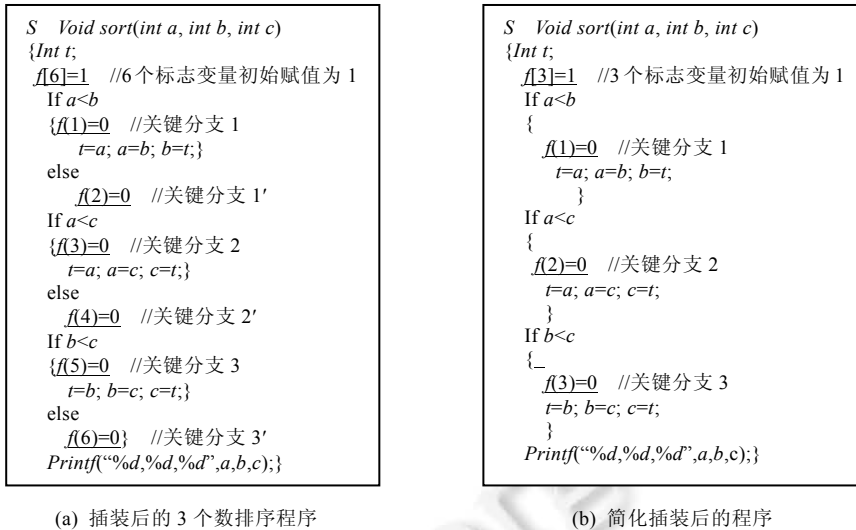 S Void sort(int a, int b, int c)
{Int t;
f[6]=1 //6 个标志变量初始赋值为 1
If a<b
{f(1)=0 //关键分支 1
t=a; a=b; b=t;}
else
f(2)=0 //关键分支 1′
If a<c
{f(3)=0 //关键分支 2
t=a; a=c; c=t;}
else
f(4)=0 //关键分支 2′
If b<c
{f(5)=0 //关键分支 3
t=b; b=c; c=t;}
else
f(6)=0} //关键分支 3′
Printf(“%d,%d,%d”,a,b,c);}
(a) 插装后的 3 个数排序程序
S Void sort(int a, int b, int c)
{Int t;
f[3]=1 //3 个标志变量初始赋值为 1
If a<b
{
f(1)=0 //关键分支 1
t=a; a=b; b=t;
}
If a<c
{
f(2)=0 //关键分支 2
t=a; a=c; c=t;
}
If b<c
{
f(3)=0 //关键分支 3
t=b; b=c; c=t;
}
Printf(“%d,%d,%d”,a,b,c);}
(b) 简化插装后的程序